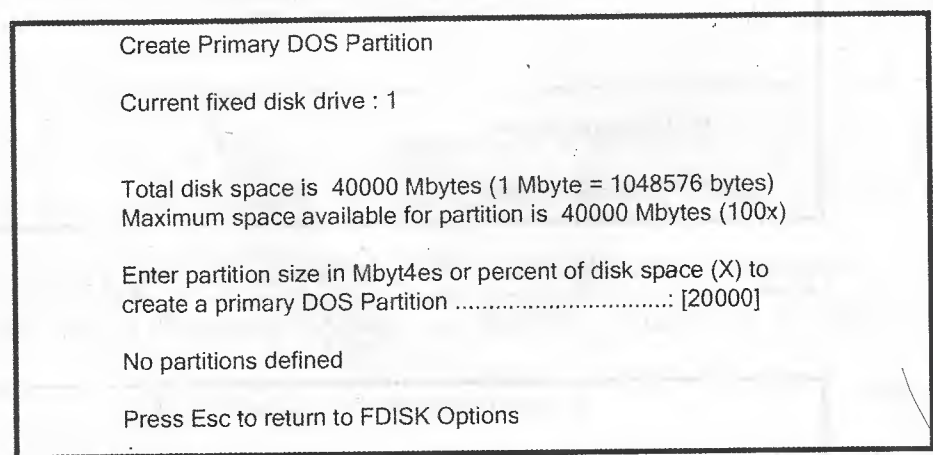 Create Primary DOS Partition
Current fixed disk drive : 1
Total disk space is 40000 Mbytes (1 Mbyte = 1048576 bytes)
Maximum space available for partition is 40000 Mbytes (100x)
Enter partition size in Mbyt4es or percent of disk space (X) to
create a primary DOS Partition ................................: [20000]
No partitions defined
Press Esc to return to FDISK Options